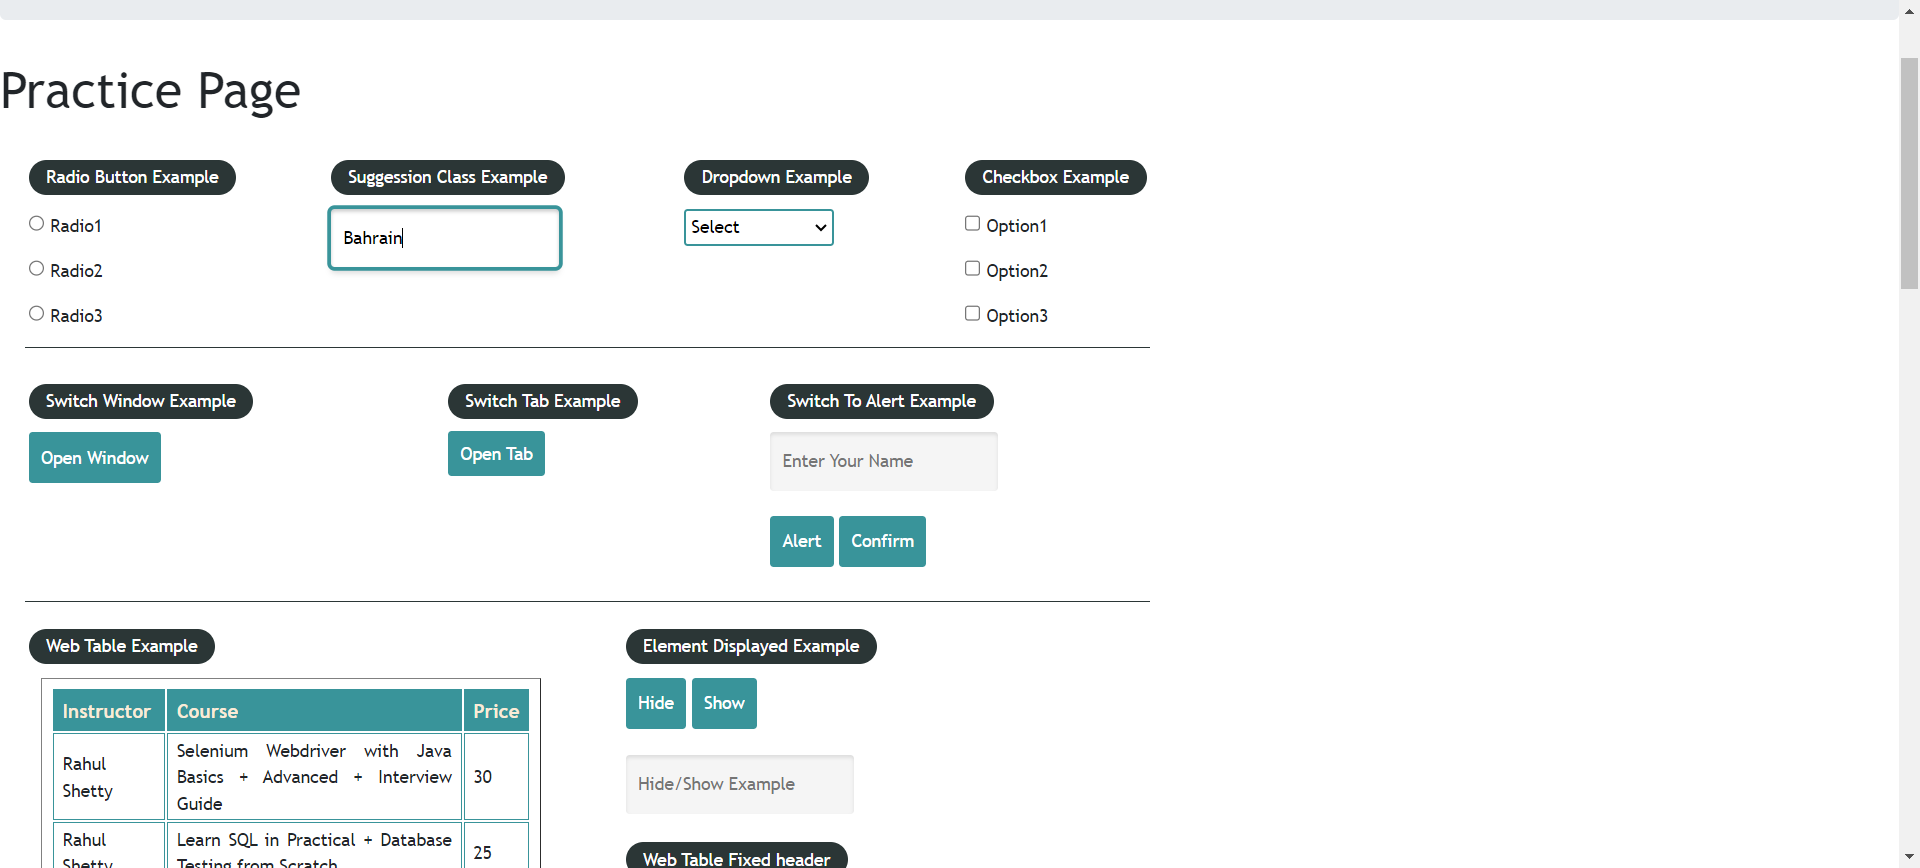 Practice Page
Radio Button Example
Radio1
Radio2
Radio3
Suggession Class Example
Bahrain
Dropdown Example
Select
Checkbox Example
Option1
Option2
Option3
Switch Window Example
Open Window
Switch Tab Example
Open Tab
Switch To Alert Example
Enter Your Name
Alert Confirm
Web Table Example
Instructor Course Price
Rahul
Shetty
Selenium Webdriver with Java
Basics + Advanced + Interview
Guide
30
Rahul
Shetty
Learn SQL in Practical + Database
Testing from Scratch
25
Element Displayed Example
Hide Show
Hide/Show Example
Web Table Fixed header